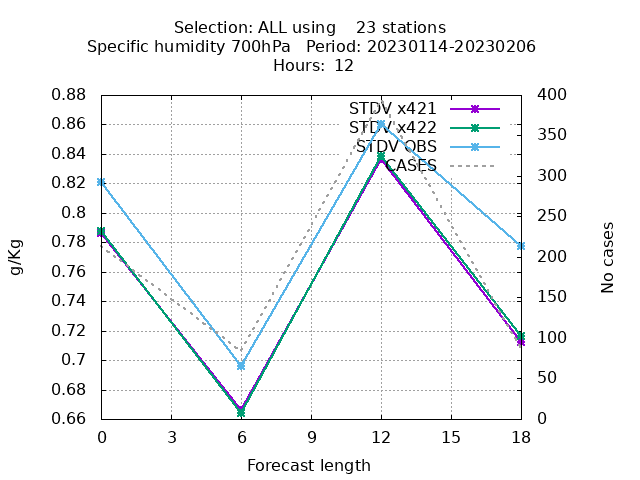 Selection: ALL using    23 stations
Specific humidity 700hPa   Period: 20230114-20230206
Hours:  12
0.88
0.86
0.84
0.82
0.8
0.78
0.76
0.74
0.72
0.7
0.68
0.66
g/Kg
STDV x421
STDV x422
STDV OBS
CASES
400
350
300
250
200
150
100
50
0
No cases
0 3 6 9 12 15 18
Forecast length